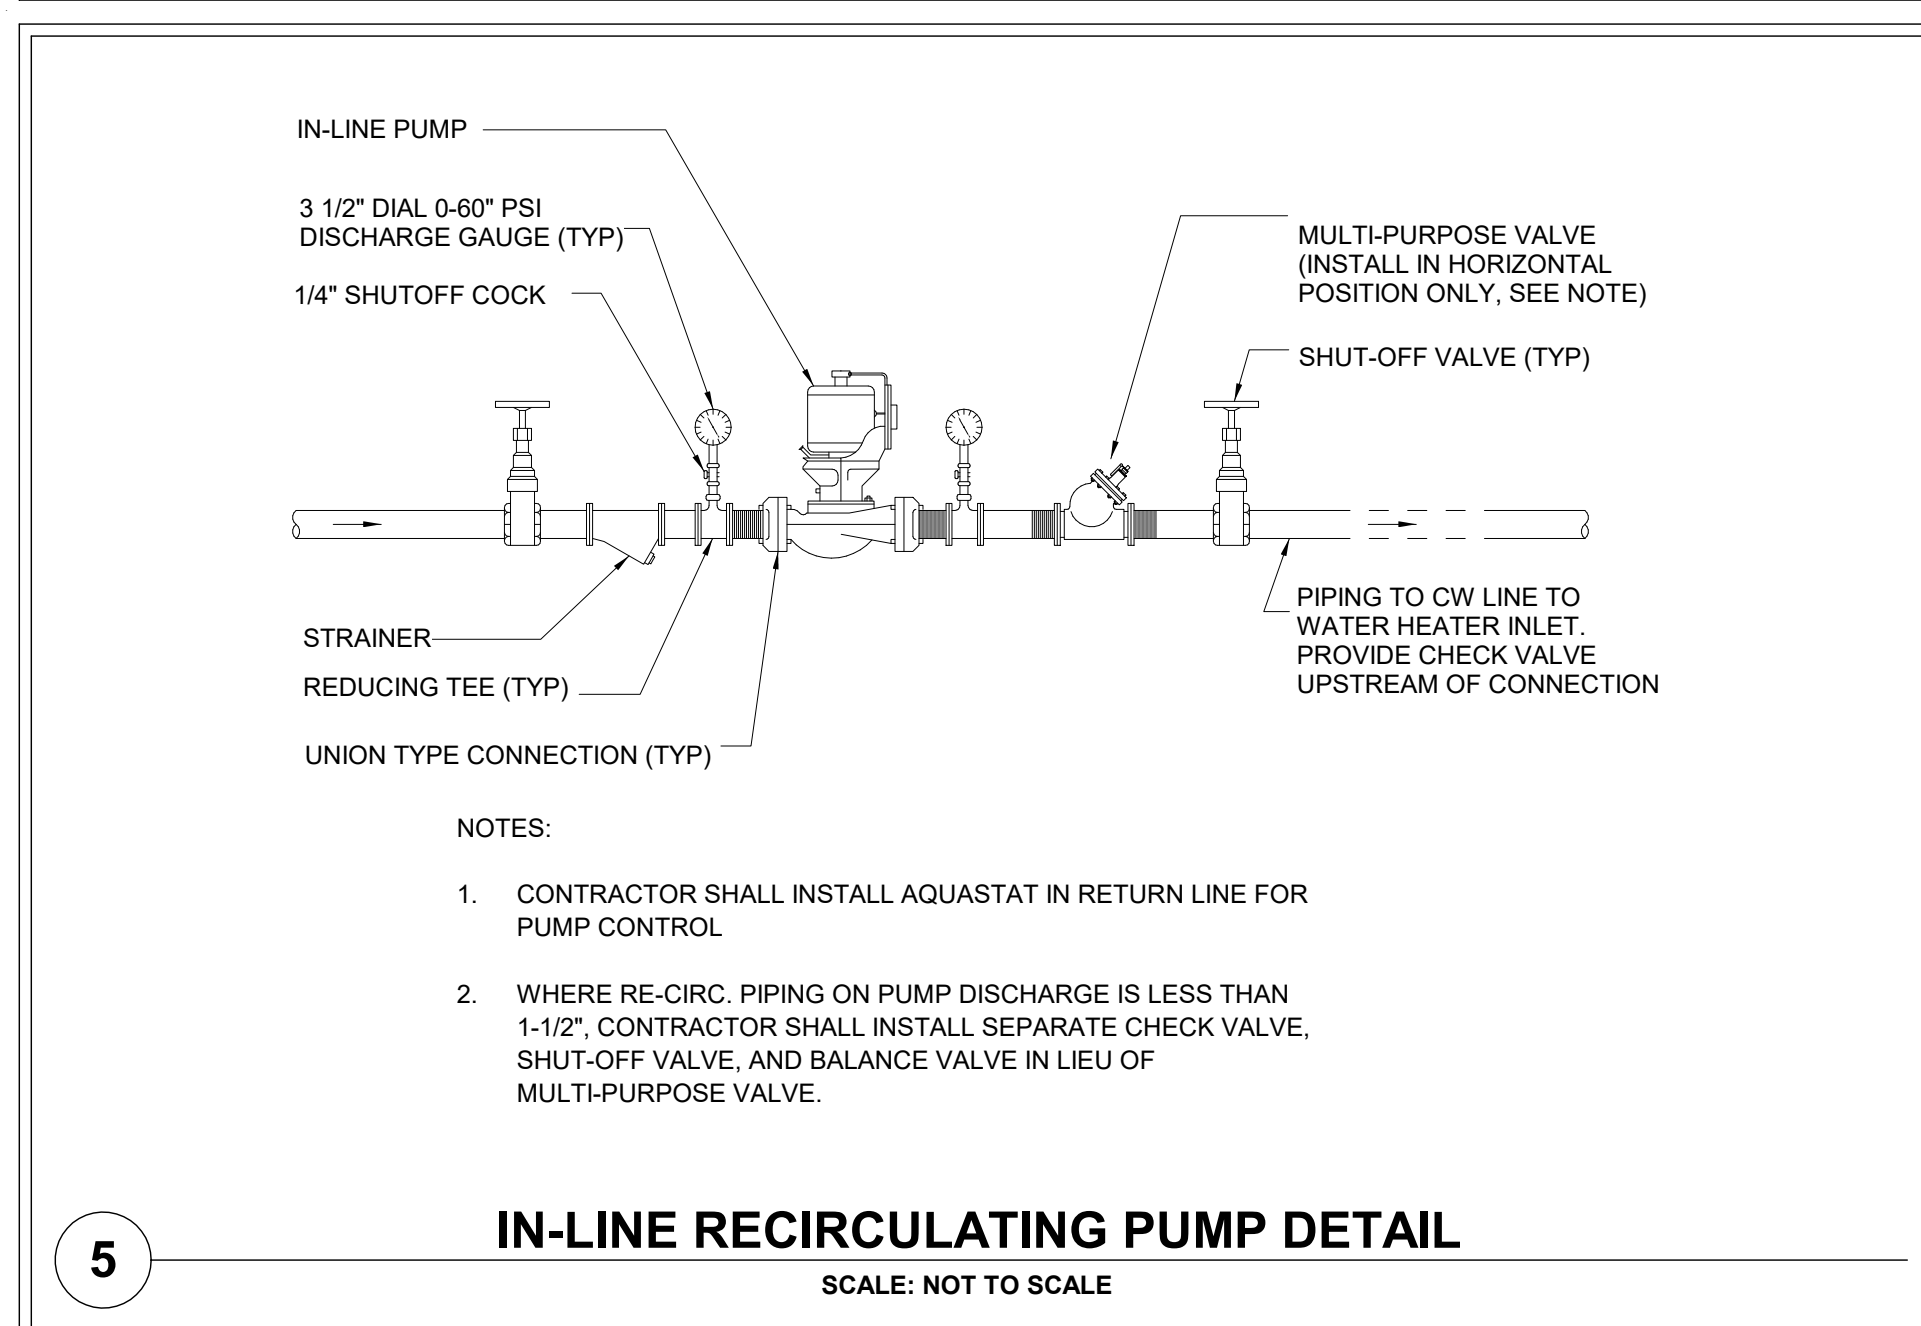 IN-LINE PUMP
3 1/2" DIAL 0-60" PSI
DISCHARGE GAUGE (TYP)
1/4" SHUTOFF COCK
MULTI-PURPOSE VALVE
(INSTALL IN HORIZONTAL
POSITION ONLY, SEE NOTE)
SHUT-OFF VALVE (TYP)
STRAINER
REDUCING TEE (TYP)
UNION TYPE CONNECTION (TYP)
PIPING TO CW LINE TO
WATER HEATER INLET.
PROVIDE CHECK VALVE
UPSTREAM OF CONNECTION
NOTES:
1. CONTRACTOR SHALL INSTALL AQUASTAT IN RETURN LINE FOR
PUMP CONTROL
2. WHERE RE-CIRC. PIPING ON PUMP DISCHARGE IS LESS THAN
1-1/2", CONTRACTOR SHALL INSTALL SEPARATE CHECK VALVE,
SHUT-OFF VALVE, AND BALANCE VALVE IN LIEU OF
MULTI-PURPOSE VALVE.
5
IN-LINE RECIRCULATING PUMP DETAIL
SCALE: NOT TO SCALE